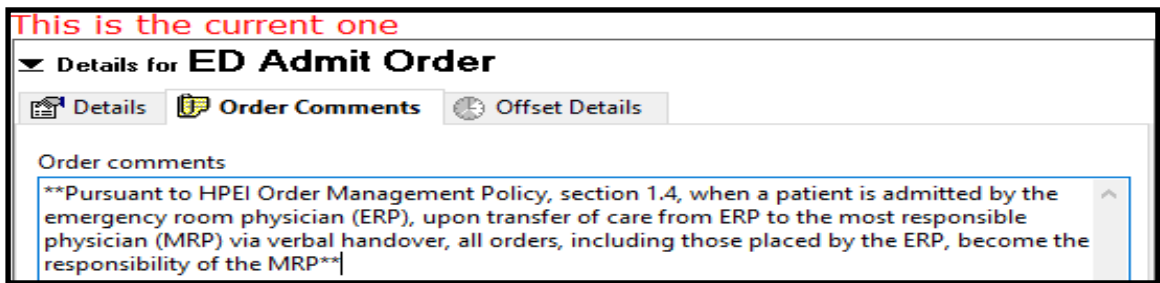 This is the current one
Details for ED Admit Order
Details Order Comments Offset Details
Order comments
**Pursuant to HPEI Order Management Policy, section 1.4, when a patient is admitted by the
emergency room physician (ERP), upon transfer of care from ERP to the most responsible
physician (MRP) via verbal handover, all orders, including those placed by the ERP, become the
responsibility of the MRP**